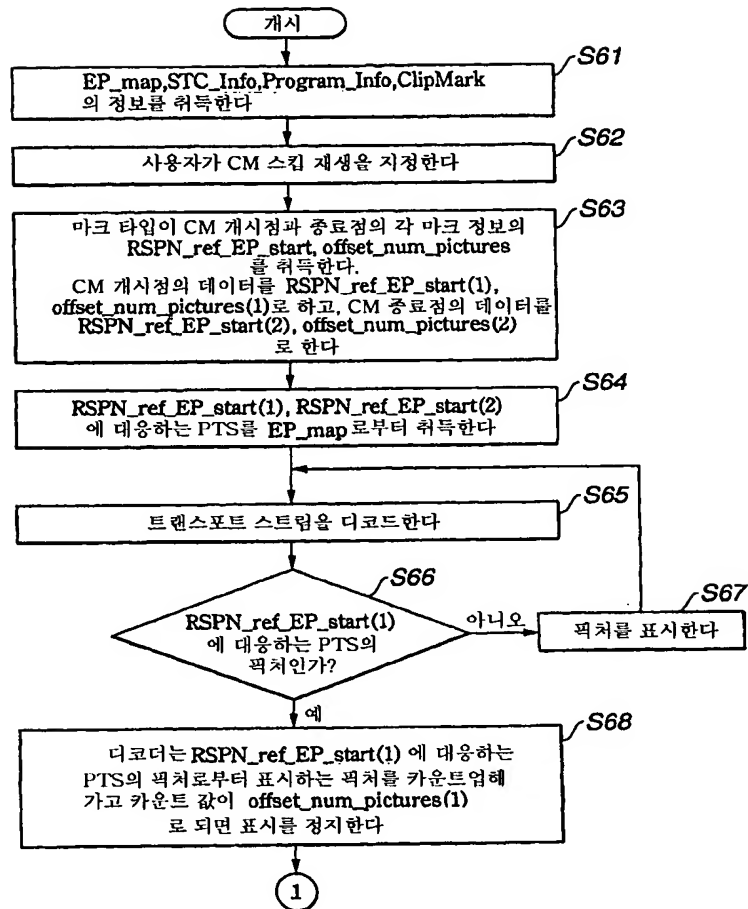 개시
S61
EP_map,STC_Info,Program_Info,ClipMark
의 정보를 취득한다
S62
사용자가 CM 스킵 재생을 지정한다
S63
마크 타입이 CM 개시점과 종료점의 각 마크 정보의
RSPN_ref_EP_start, offset_num_pictures
를 취득한다.
CM 개시점의 데이터를 RSPN_ref_EP_start(1),
offset_num_pictures(1)로 하고, CM 종료점의 데이터를
RSPN_ref_EP_start(2), offset_num_pictures(2)
로 한다
S64
RSPN_ref_EP_start(1), RSPN_ref_EP_start(2)
에 대응하는 PTS를 EP_map로부터 취득한다
S65
트랜스포트 스트림을 디코드한다
S66
RSPN_ref_EP_start(1)
에 대응하는 PTS의
픽처인가?
아니오
S67
픽처를 표시한다
예
S68
디코더는 RSPN_ref_EP_start(1) 에 대응하는
PTS의 픽처로부터 표시하는 픽처를 카운트업해
가고 카운트 값이 offset_num_pictures(1)
로 되면 표시를 정지한다
1